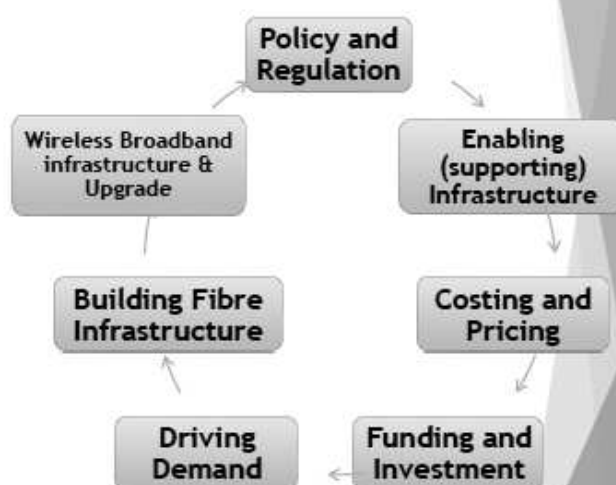 Policy and
Regulation
Enabling
(supporting)
Infrastructure
Costing and
Pricing
Funding and
Investment
Driving
Demand
Building Fibre
Infrastructure
Wireless Broadband
infrastructure &
Upgrade